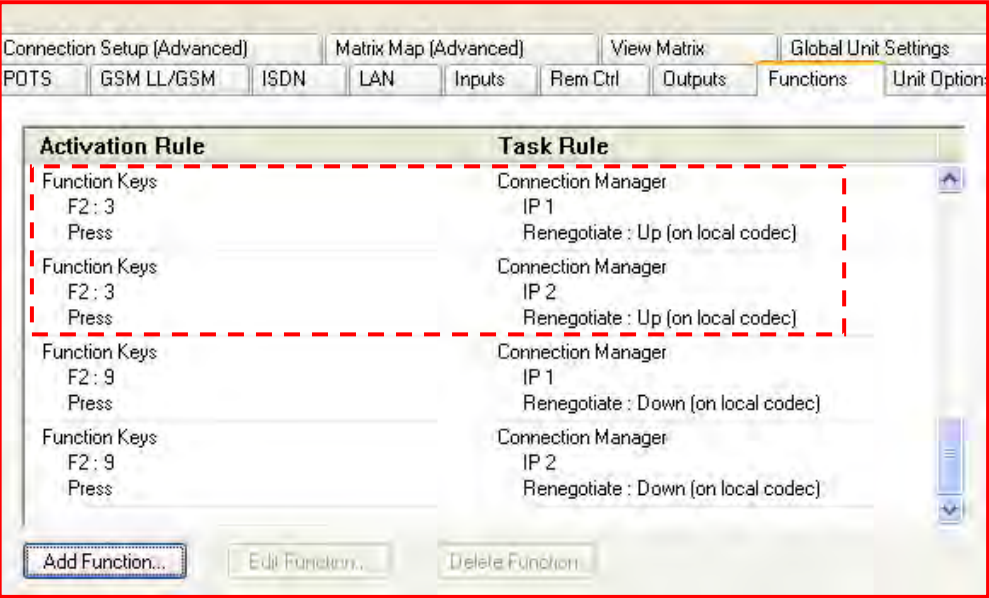 Connection Setup (Advanced) Matrix Map (Advanced) View Matrix Global Unit Settings
POTS GSM LL/GSM ISDN LAN Inputs Rem Ctrl Outputs Functions Unit Option
Activation Rule Task Rule
Function Keys Connection Manager
F2 : 3 IP 1
Press Renegotiate : Up (on local codec)
Function Keys Connection Manager
F2 : 3 IP 2
Press Renegotiate : Up (on local codec)
Function Keys Connection Manager
F2 : 9 IP 1
Press Renegotiate : Down (on local codec)
Function Keys Connection Manager
F2 : 9 IP 2
Press Renegotiate : Down (on local codec)
Add Function... Edit Function... Delete Function